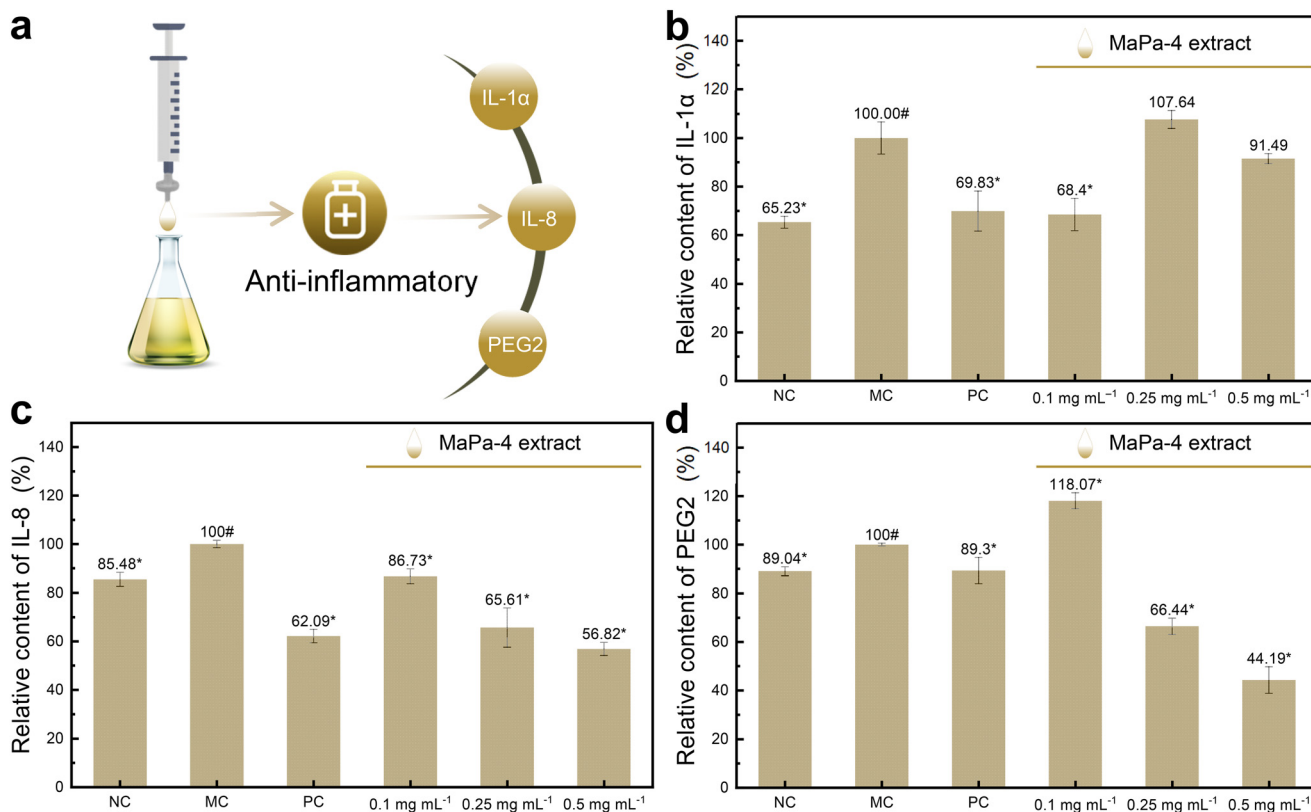 a
IL-1α
IL-8
PEG2
Anti-inflammatory
b
Relative content of IL-1α (%)
140
120
100
80
60
40
20
0
MaPa-4 extract
65.23*
100.00#
69.83*
68.4*
107.64
91.49
NC MC PC 0.1 mg mL⁻¹ 0.25 mg mL⁻¹ 0.5 mg mL⁻¹
c
Relative content of IL-8 (%)
140
120
100
80
60
40
20
0
MaPa-4 extract
85.48*
100#
62.09*
86.73*
65.61*
56.82*
NC MC PC 0.1 mg mL⁻¹ 0.25 mg mL⁻¹ 0.5 mg mL⁻¹
d
Relative content of PEG2 (%)
140
120
100
80
60
40
20
0
MaPa-4 extract
89.04*
100#
89.3*
118.07*
66.44*
44.19*
NC MC PC 0.1 mg mL⁻¹ 0.25 mg mL⁻¹ 0.5 mg mL⁻¹